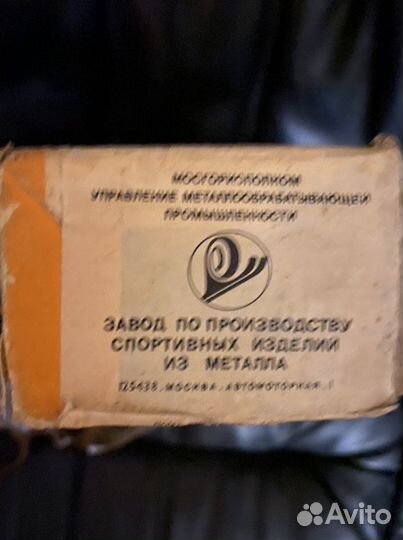 МОСГОРИСПОЛКОМ
УПРАВЛЕНИЕ МЕТАЛЛООБРАБАТЫВАЮЩЕЙ
ПРОМЫШЛЕННОСТИ
ЗАВОД ПО ПРОИЗВОДСТВУ
СПОРТИВНЫХ ИЗДЕЛИЙ
ИЗ МЕТАЛЛА
125438, МОСКВА, АВТОМОТОРНАЯ, 1
Avito